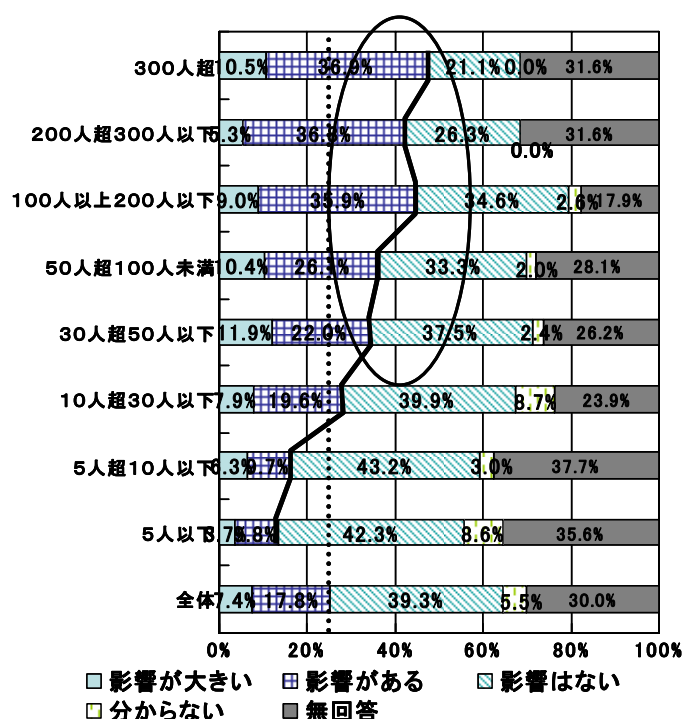 300人超 10.5% 36.9% 21.1% 0.0% 31.6%
200人超300人以下 5.3% 36.8% 26.3% 31.6%
0.0%
100人以上200人以下 9.0% 35.9% 34.6% 2.6% 17.9%
50人超100人未満 10.4% 26.1% 33.3% 2.0% 28.1%
30人超50人以下 11.9% 22.0% 37.5% 2.4% 26.2%
10人超30人以下 7.9% 19.6% 39.9% 8.7% 23.9%
5人超10人以下 6.3% 9.7% 43.2% 3.0% 37.7%
5人以下 3.7% 9.8% 42.3% 8.6% 35.6%
全体 7.4% 17.8% 39.3% 5.5% 30.0%
0% 20% 40% 60% 80% 100%
影響が大きい 影響がある 影響はない
分からない 無回答